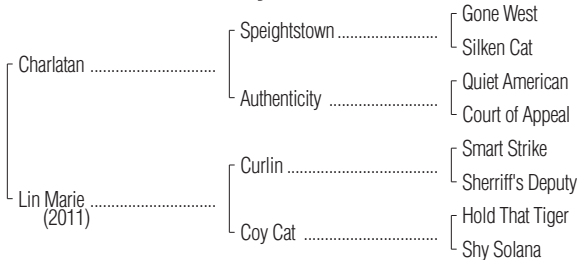 Gone West
Speightstown
Silken Cat
Charlatan
Quiet American
Authenticity
Court of Appeal
Smart Strike
Curlin
Sherriff's Deputy
Lin Marie
(2011)
Hold That Tiger
Coy Cat
Shy Solana